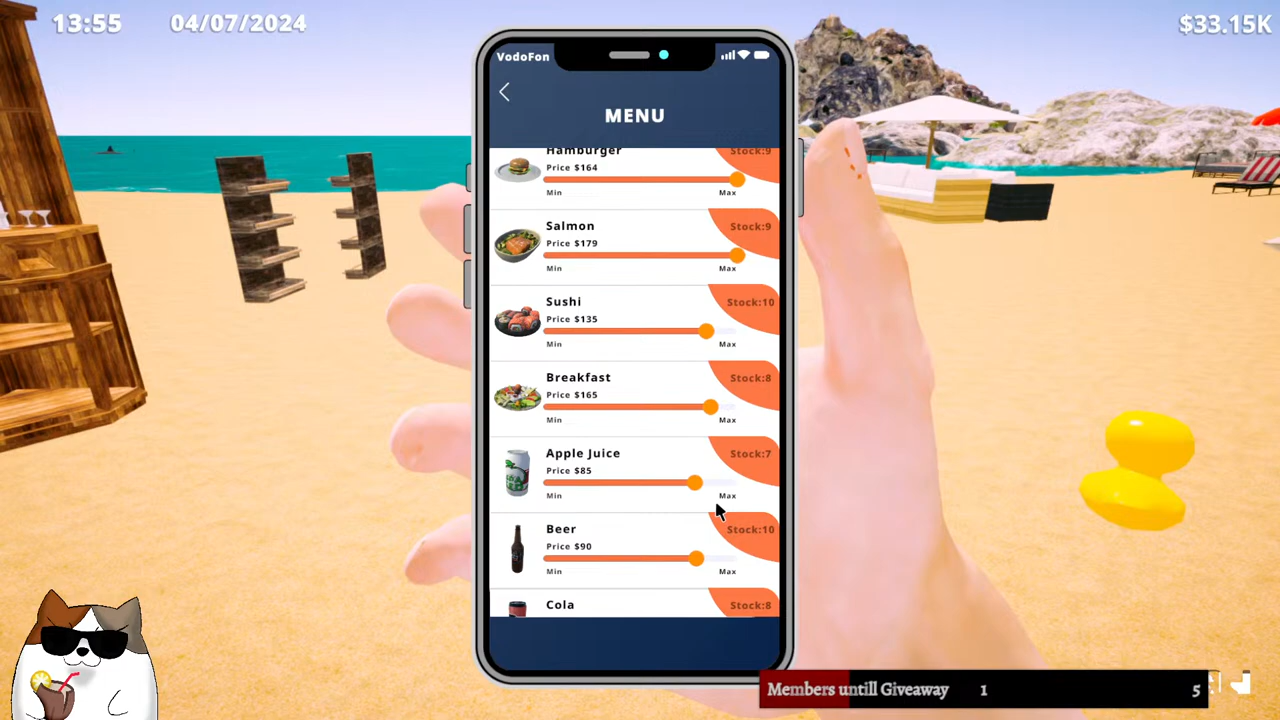 13:55 04/07/2024 $33.15K
VodoFon
MENU
Hamburger Stock:9
Price $164
Min Max
Salmon Stock:9
Price $179
Min Max
Sushi Stock:10
Price $135
Min Max
Breakfast Stock:8
Price $165
Min Max
Apple Juice Stock:7
Price $85
Min Max
Beer Stock:10
Price $90
Min Max
Cola Stock:8
Members untill Giveaway 1 5